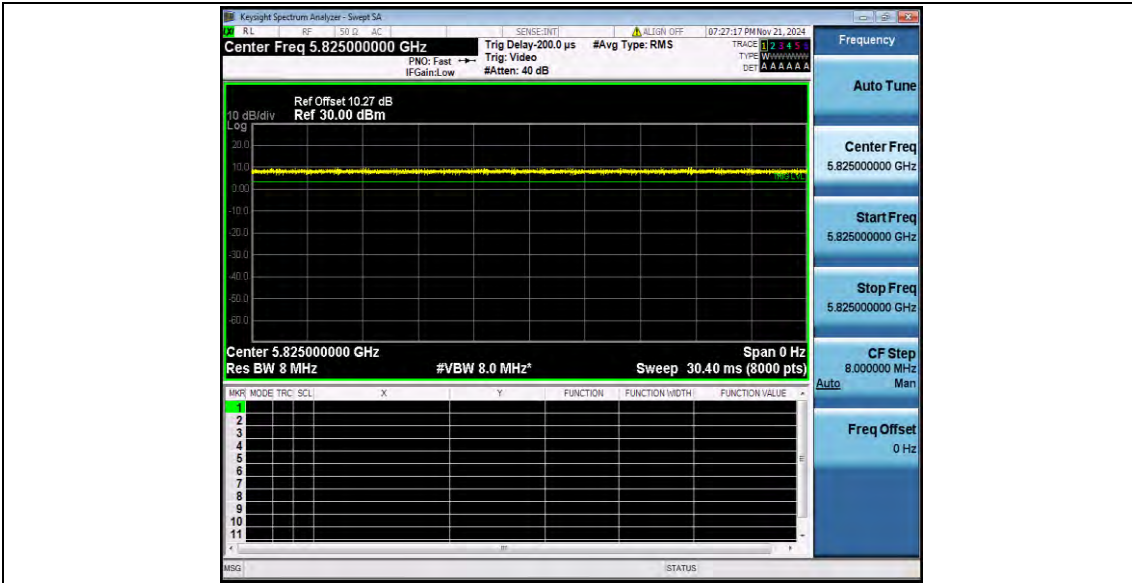 Keysight Spectrum Analyzer - Swept SA
RL RF 50 Ω AC SENSE:INT ALIGN OFF 07:27:17 PM Nov 21, 2024
Center Freq 5.825000000 GHz
Trig Delay-200.0 µs #Avg Type: RMS
PNO: Fast
Trig: Video
IFGain:Low
#Atten: 40 dB
TRACE 1 2 3 4 5 6
TYPE W
DET A A A A A A
Ref Offset 10.27 dB
10 dB/div Ref 30.00 dBm
Log
20.0
10.0
0.00
-10.0
-20.0
-30.0
-40.0
-50.0
-60.0
Center 5.825000000 GHz Span 0 Hz
Res BW 8 MHz #VBW 8.0 MHz* Sweep 30.40 ms (8000 pts)
MKR MODE TRC SCL X Y FUNCTION FUNCTION WIDTH FUNCTION VALUE
1
2
3
4
5
6
7
8
9
10
11
MSG STATUS
Frequency
Auto Tune
Center Freq
5.825000000 GHz
Start Freq
5.825000000 GHz
Stop Freq
5.825000000 GHz
CF Step
8.000000 MHz
Auto Man
Freq Offset
0 Hz